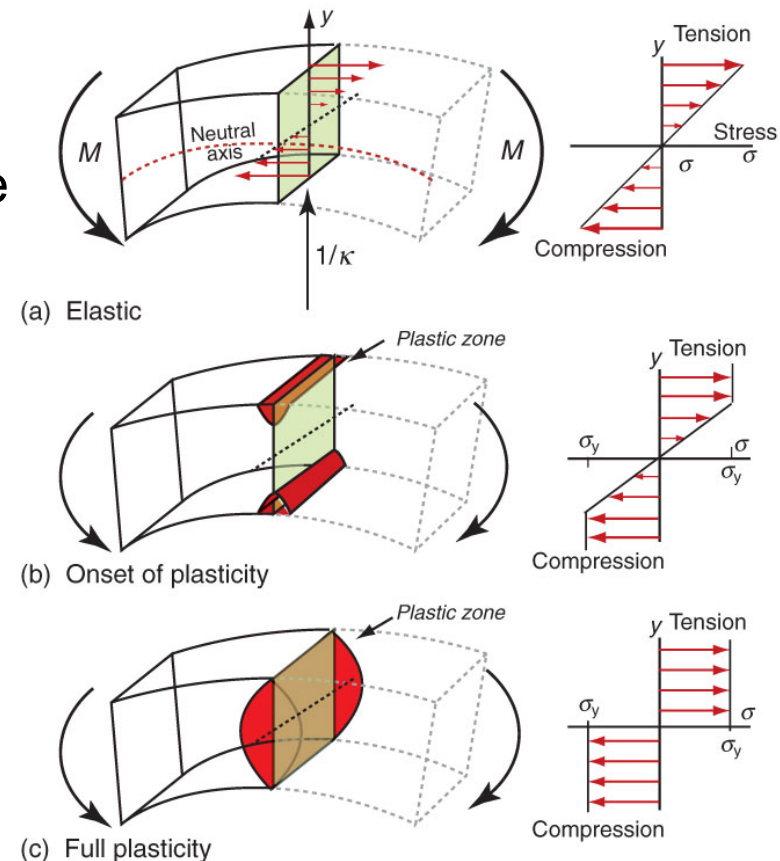 y
Tension
y
e
M
Neutral
axis
M
Stress
σ
σ
Compression
1/κ
(a) Elastic
Plastic zone
y
Tension
σy
σ
σy
Compression
(b) Onset of plasticity
Plastic zone
y
Tension
σy
σ
σy
Compression
(c) Full plasticity